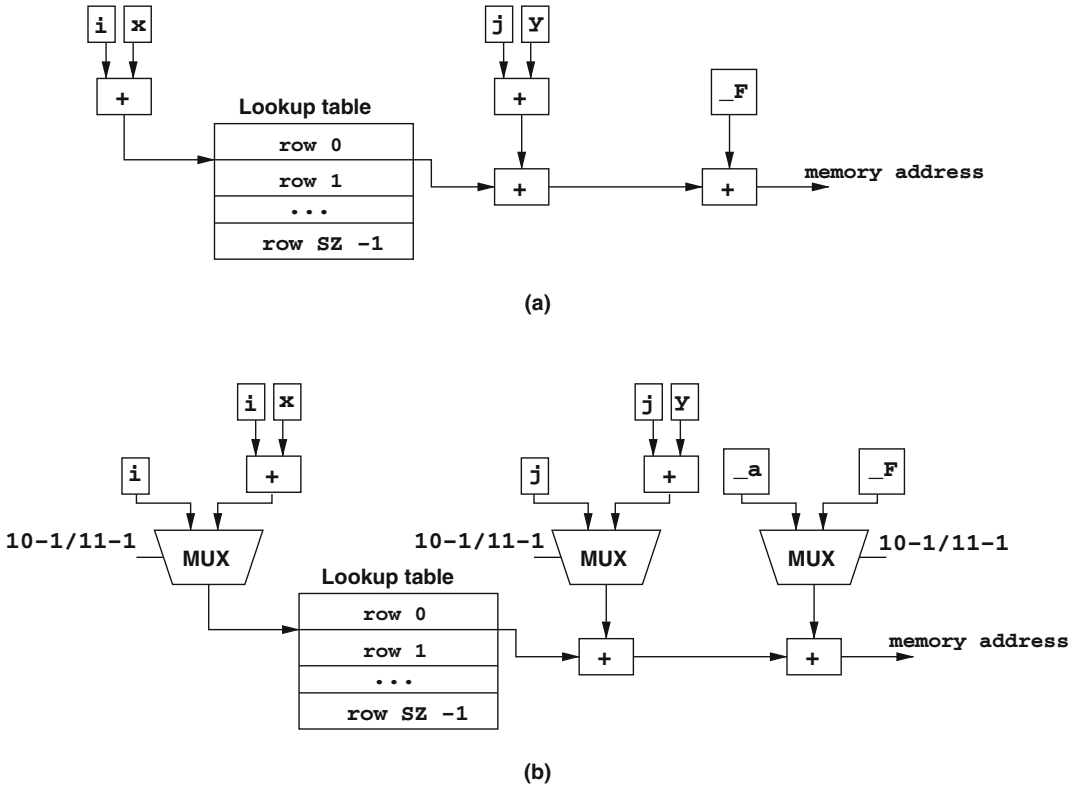 i x j y
+ + _F
Lookup table
row 0
row 1
...
row SZ -1
+ + memory address
(a)
i x j y
i + j + _a _F
10-1/11-1 MUX 10-1/11-1 MUX MUX 10-1/11-1
Lookup table
row 0
row 1
...
row SZ -1
+ + memory address
(b)